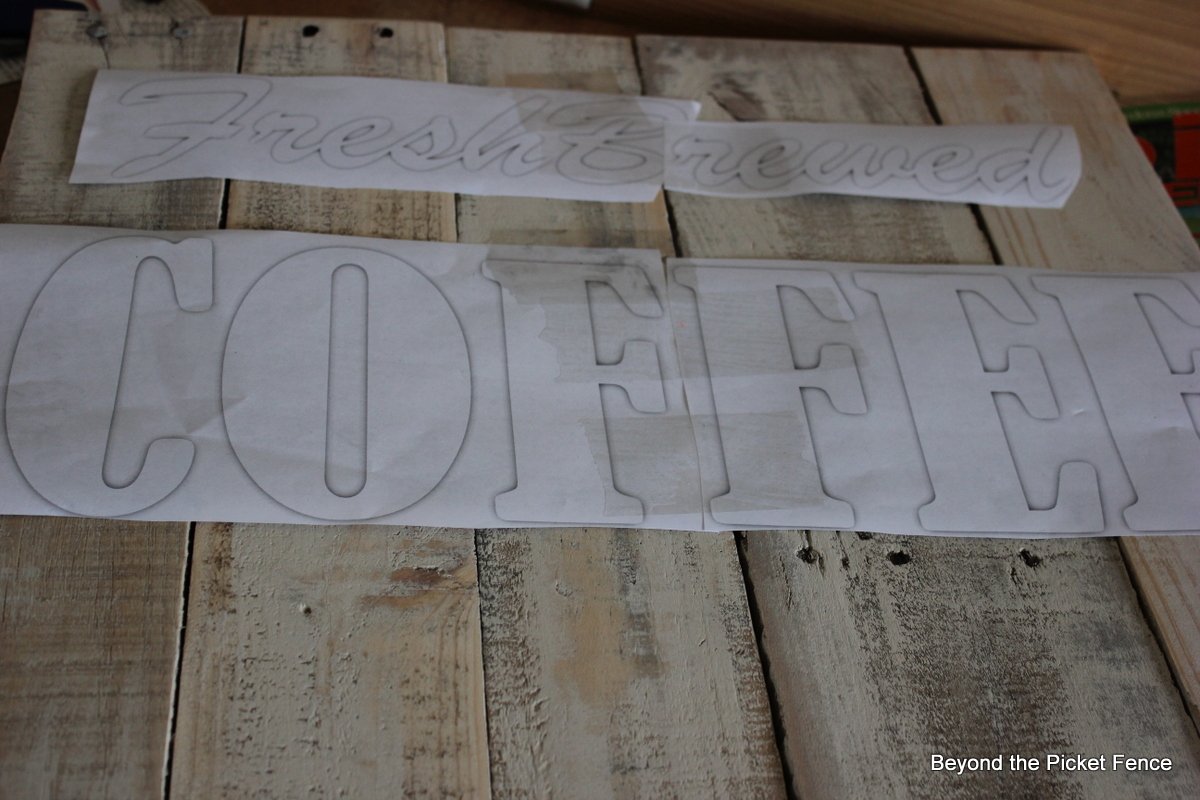 Fresh Brewed
COFFEE
Beyond the Picket Fence